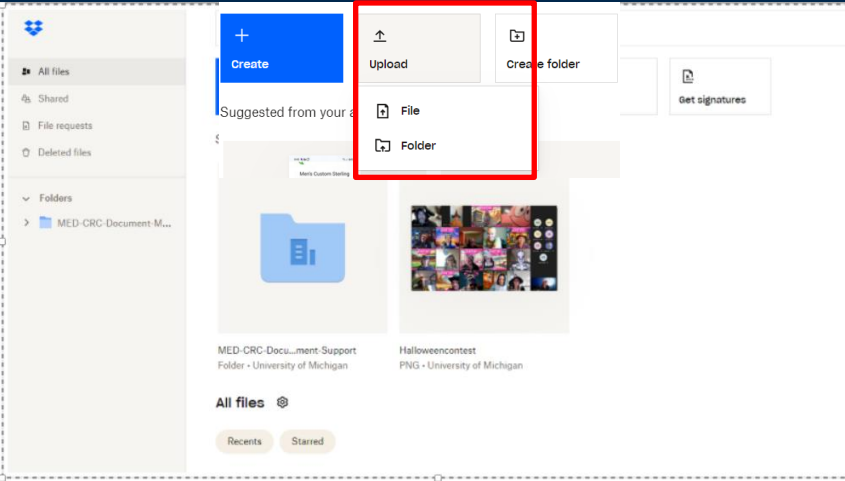 Create
Upload
Create folder
All files
Shared
File requests
Deleted files
Get signatures
File
Folder
Suggested from your a
Men's Custom Starling
Folders
MED-CRC-Document-M...
MED-CRC-Docu...ment-Support
Folder • University of Michigan
Halloweencontest
PNG • University of Michigan
All files
Recents
Starred